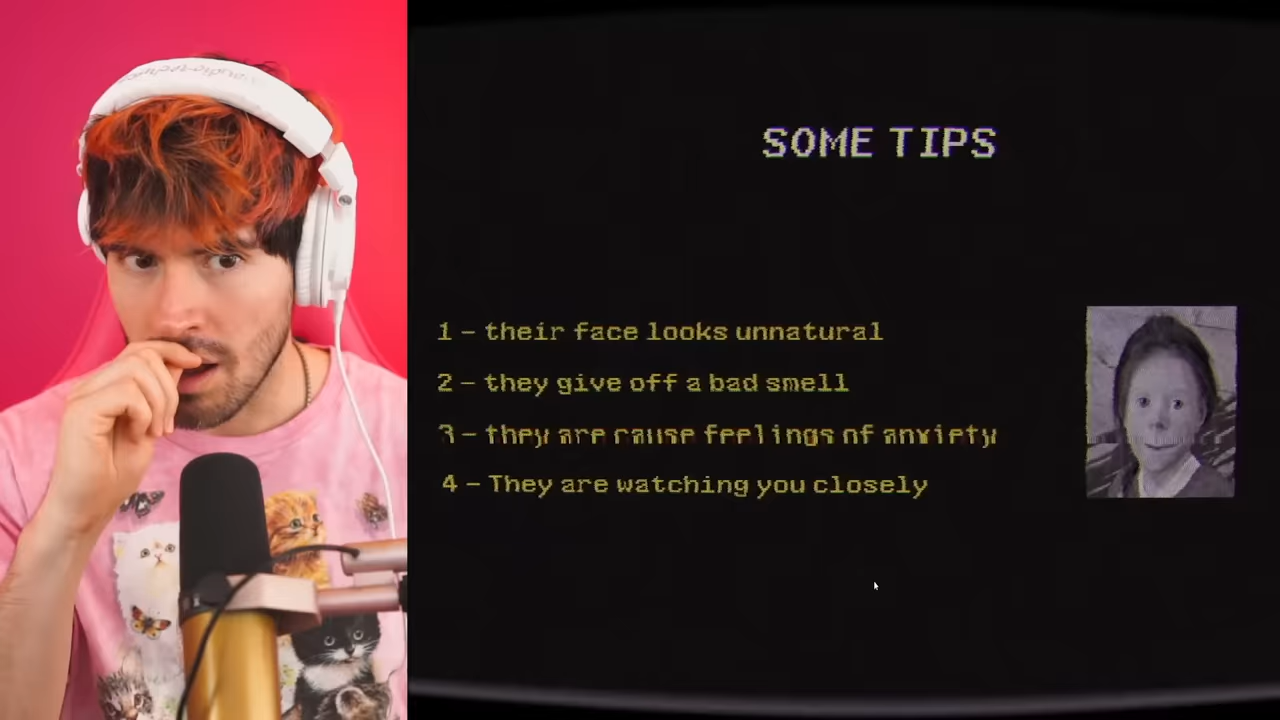 SOME TIPS
1 - their face looks unnatural
2 - they give off a bad smell
3 - they are cause feelings of anxiety
4 - They are watching you closely